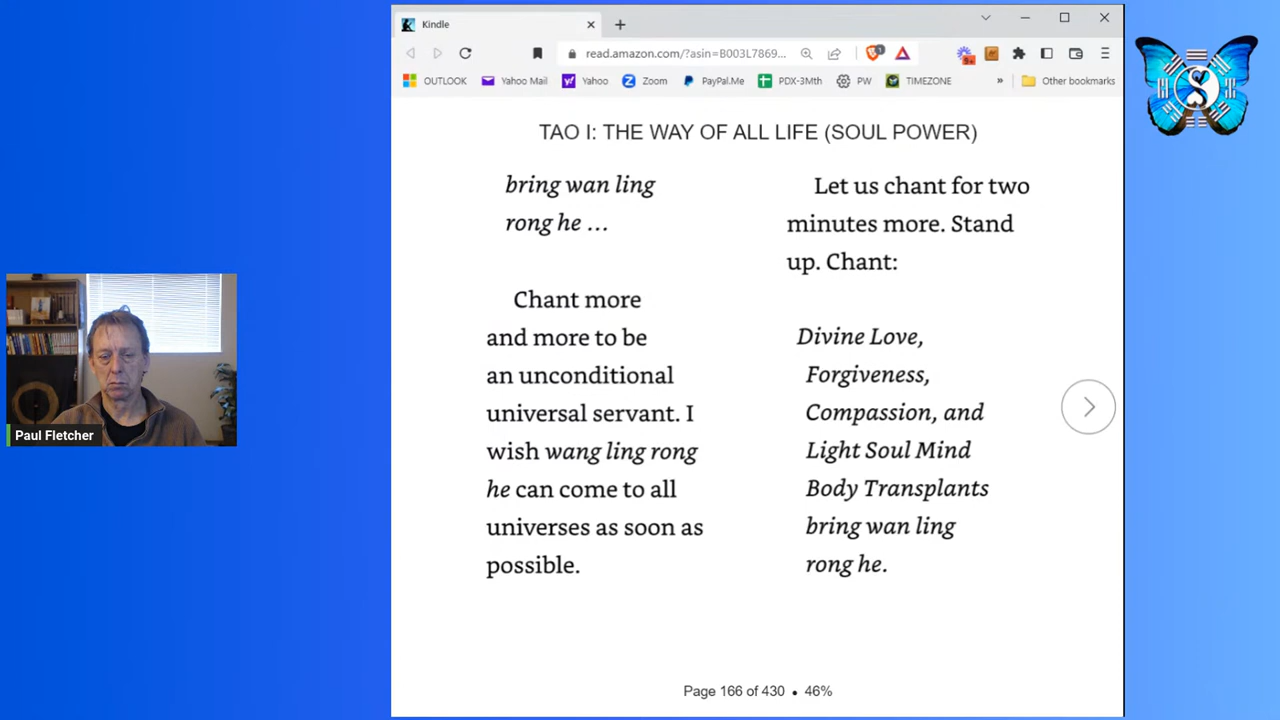 Kindle
read.amazon.com/?asin=B003L7869...
OUTLOOK
Yahoo Mail
Yahoo
Zoom
PayPal.Me
PDX-3Mth
PW
TIMEZONE
»
Other bookmarks
TAO I: THE WAY OF ALL LIFE (SOUL POWER)
bring wan ling
rong he ...
Chant more
and more to be
an unconditional
universal servant. I
wish wang ling rong
he can come to all
universes as soon as
possible.
Let us chant for two
minutes more. Stand
up. Chant:
Divine Love,
Forgiveness,
Compassion, and
Light Soul Mind
Body Transplants
bring wan ling
rong he.
Page 166 of 430 • 46%
Paul Fletcher